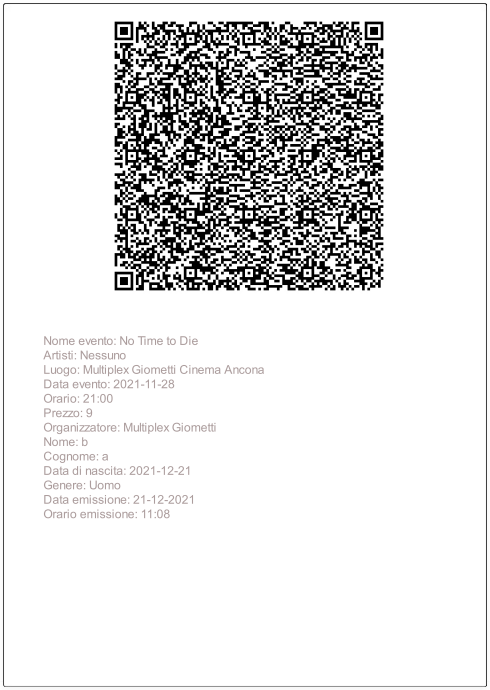 Nome evento: No Time to Die
Artisti: Nessuno
Luogo: Multiplex Giometti Cinema Ancona
Data evento: 2021-11-28
Orario: 21:00
Prezzo: 9
Organizzatore: Multiplex Giometti
Nome: b
Cognome: a
Data di nascita: 2021-12-21
Genere: Uomo
Data emissione: 21-12-2021
Orario emissione: 11:08